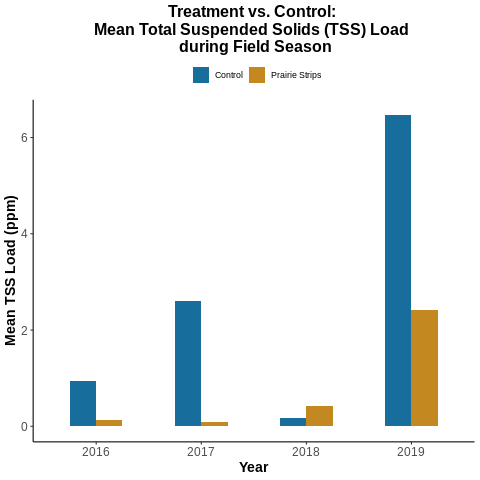 Treatment vs. Control:
Mean Total Suspended Solids (TSS) Load
during Field Season
Control
Prairie Strips
Mean TSS Load (ppm)
6
4
2
0
2016
2017
2018
2019
Year